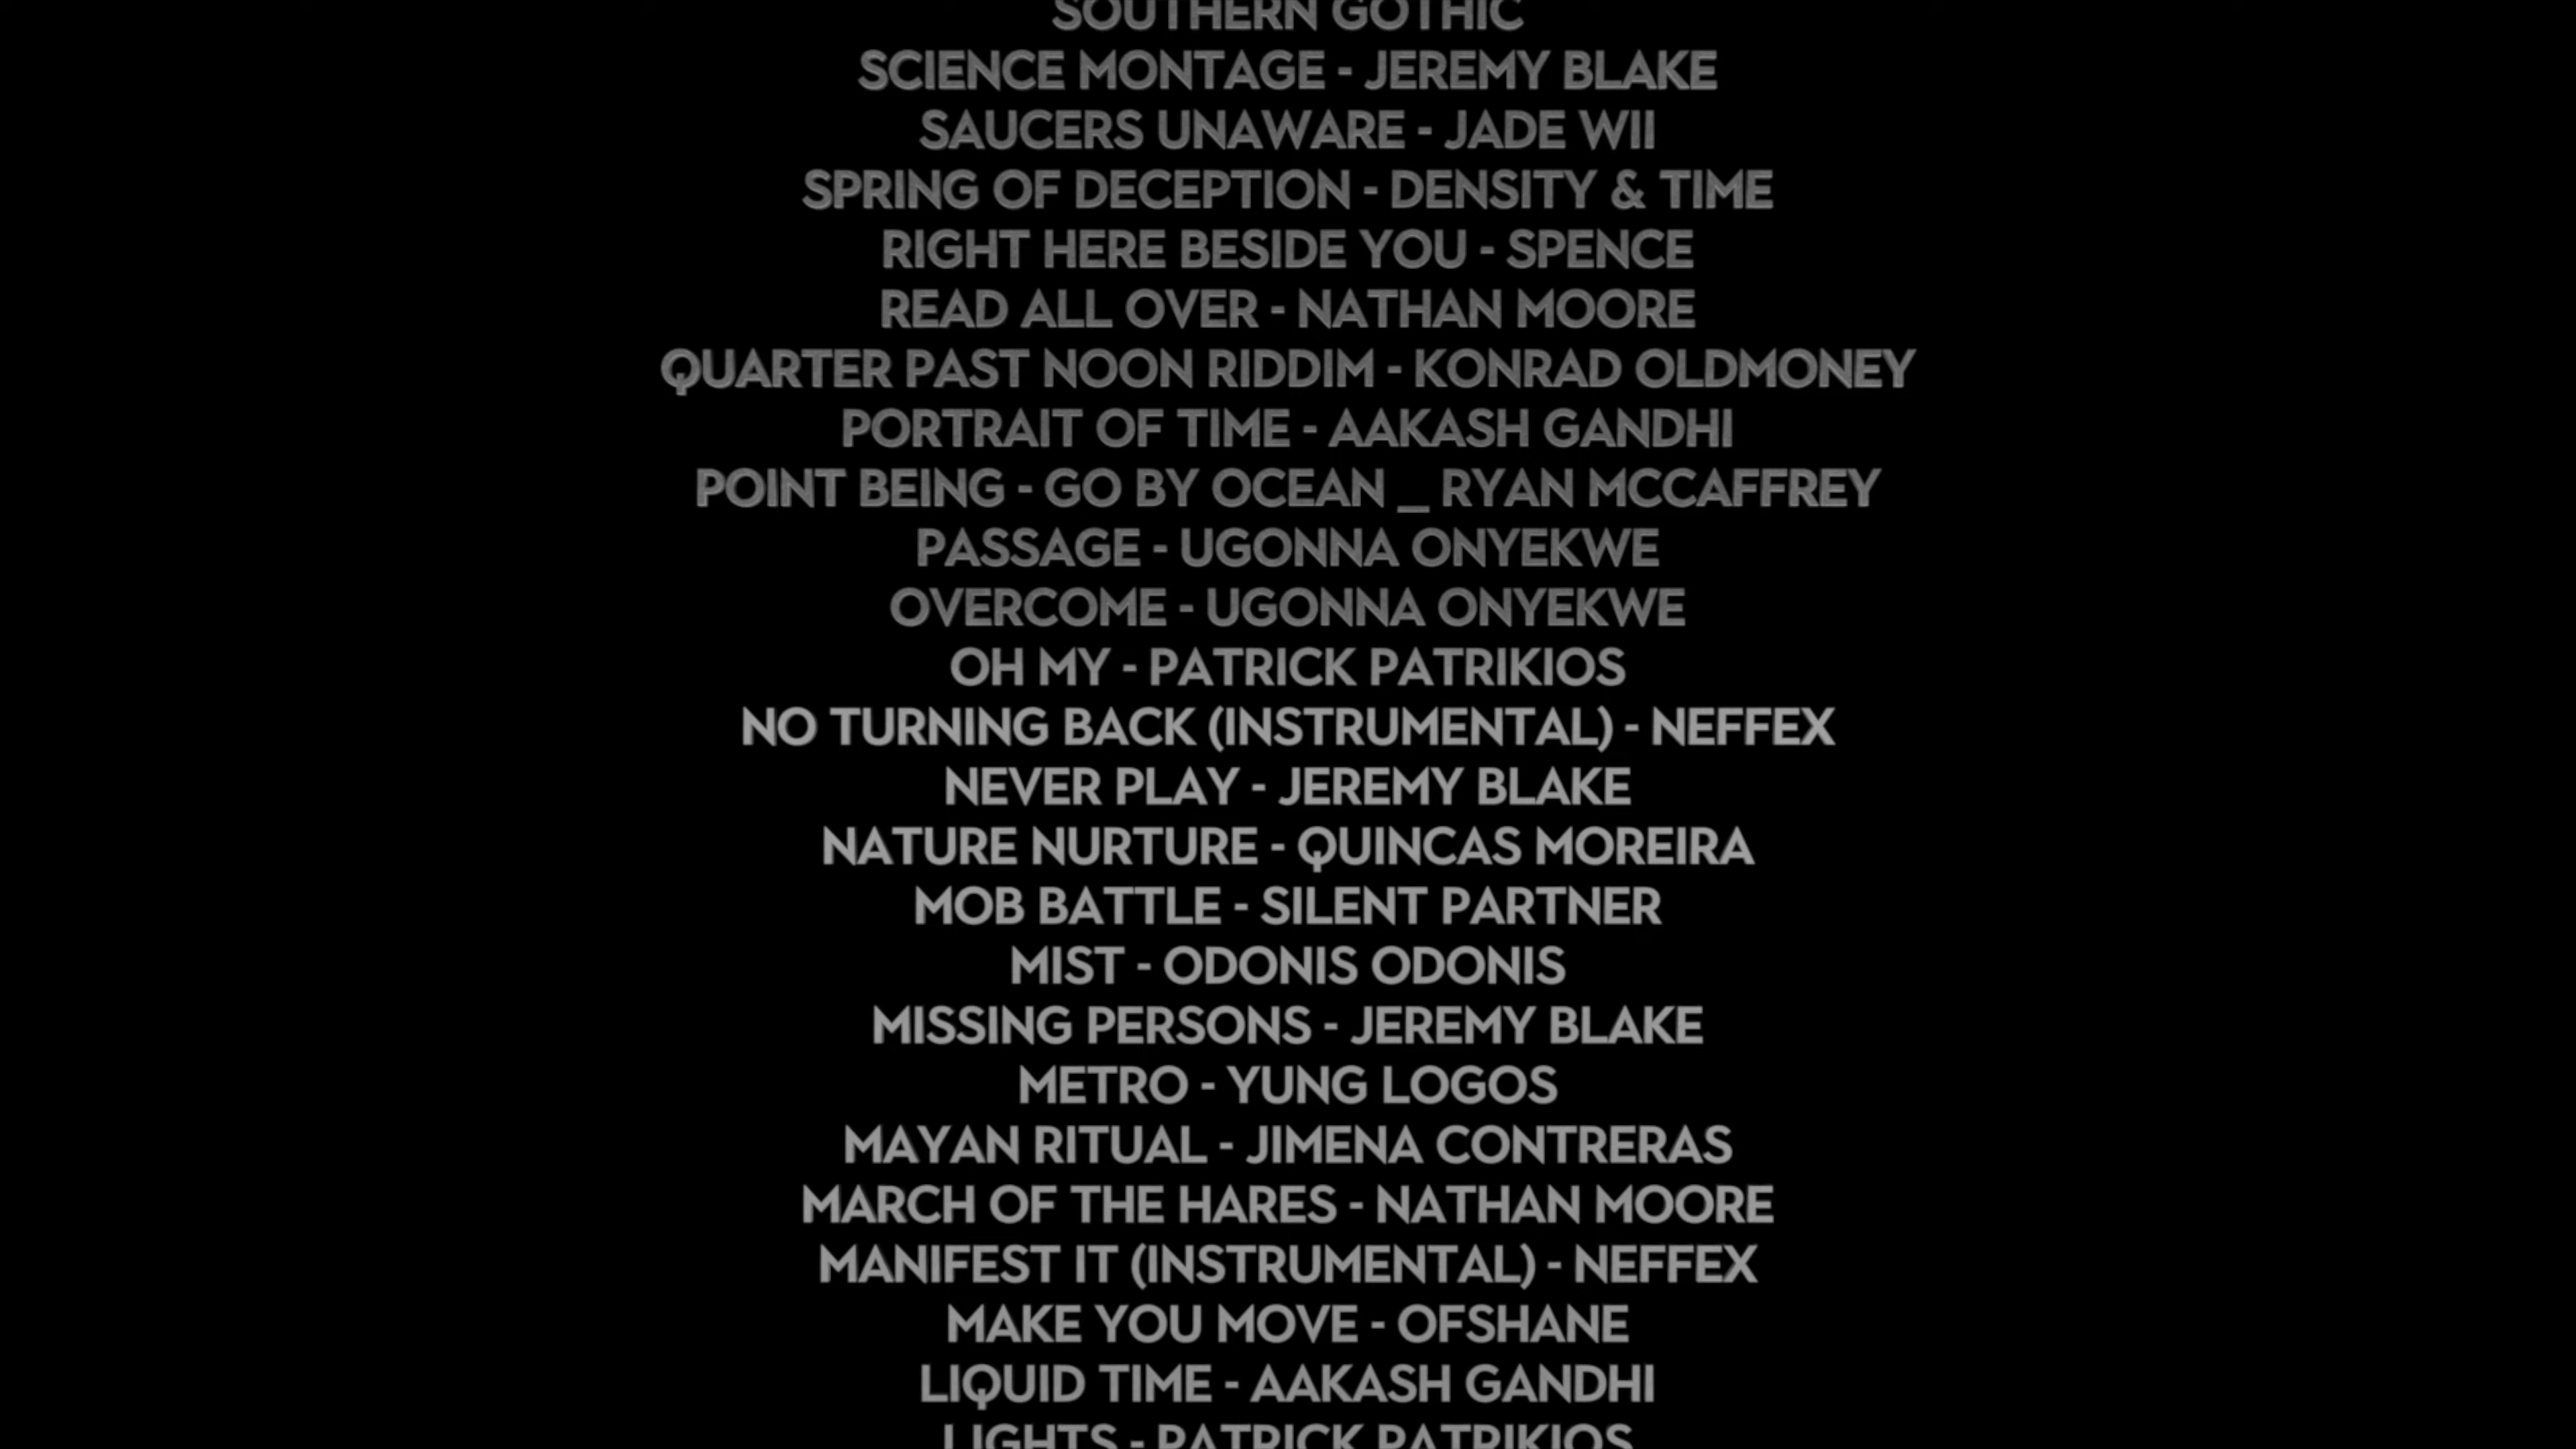 SOUTHERN GOTHIC
SCIENCE MONTAGE - JEREMY BLAKE
SAUCERS UNAWARE - JADE WII
SPRING OF DECEPTION - DENSITY & TIME
RIGHT HERE BESIDE YOU - SPENCE
READ ALL OVER - NATHAN MOORE
QUARTER PAST NOON RIDDIM - KONRAD OLDMONEY
PORTRAIT OF TIME - AAKASH GANDHI
POINT BEING - GO BY OCEAN _ RYAN MCCAFFREY
PASSAGE - UGONNA ONYEKWE
OVERCOME - UGONNA ONYEKWE
OH MY - PATRICK PATRIKIOS
NO TURNING BACK (INSTRUMENTAL) - NEFFEX
NEVER PLAY - JEREMY BLAKE
NATURE NURTURE - QUINCAS MOREIRA
MOB BATTLE - SILENT PARTNER
MIST - ODONIS ODONIS
MISSING PERSONS - JEREMY BLAKE
METRO - YUNG LOGOS
MAYAN RITUAL - JIMENA CONTRERAS
MARCH OF THE HARES - NATHAN MOORE
MANIFEST IT (INSTRUMENTAL) - NEFFEX
MAKE YOU MOVE - OFSHANE
LIQUID TIME - AAKASH GANDHI
LIGHTS - PATRICK PATRIKIOS